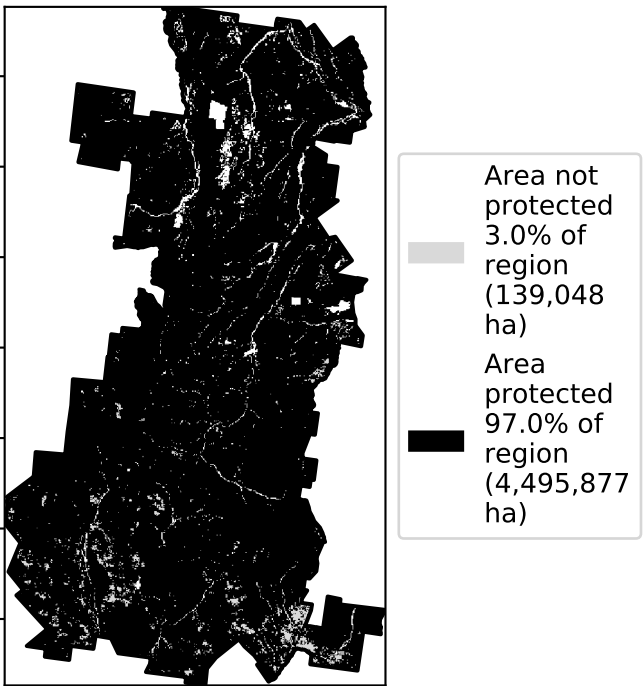 Area not
protected
3.0% of
region
(139,048
ha)
Area
protected
97.0% of
region
(4,495,877
ha)